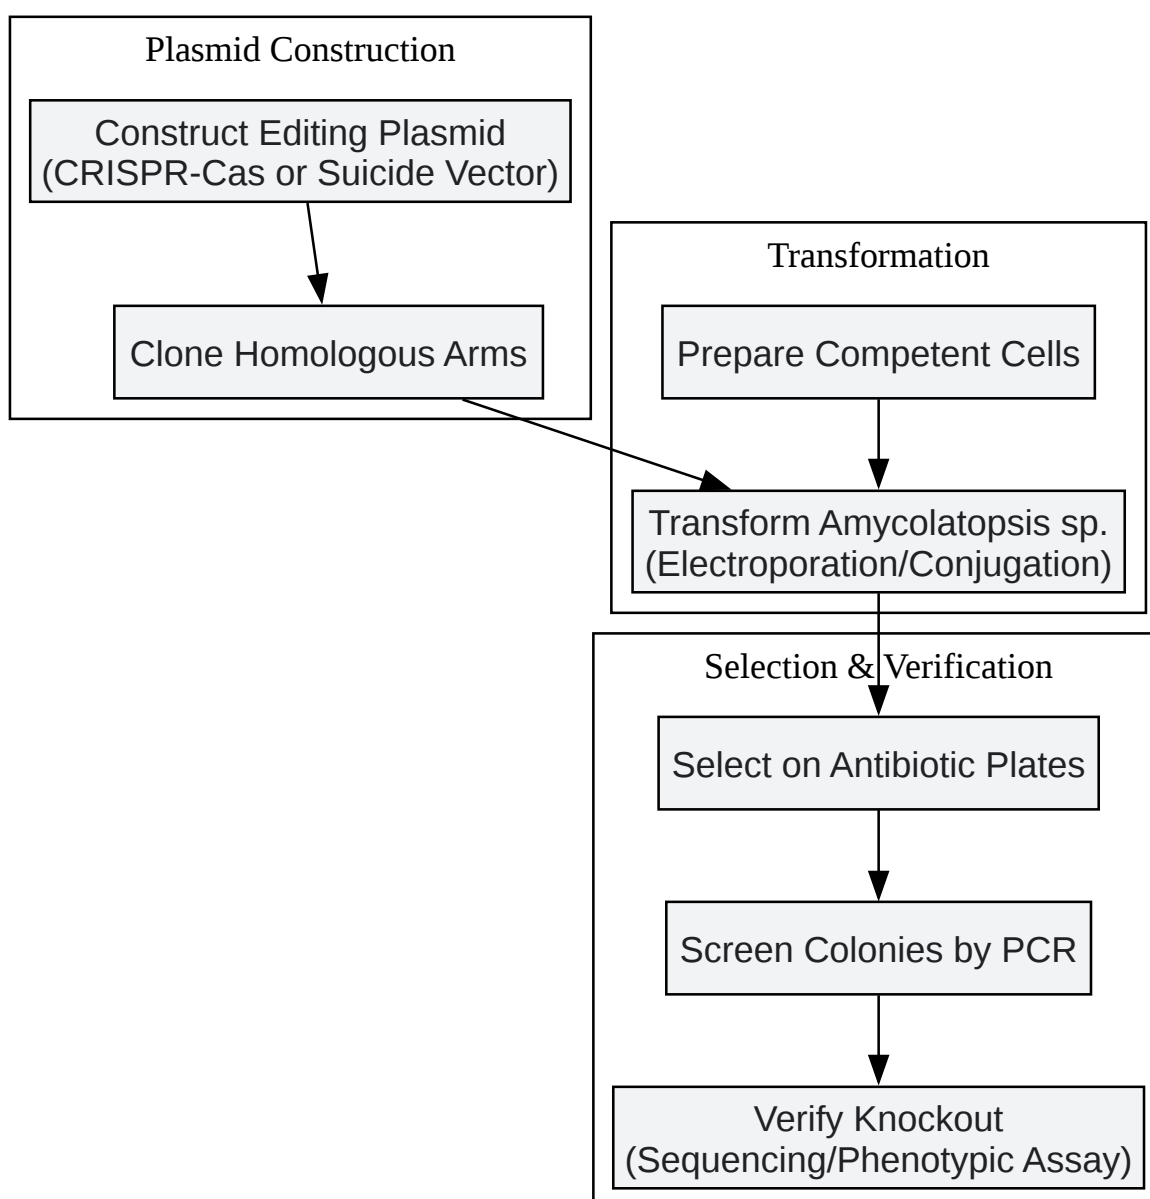 Plasmid Construction
Construct Editing Plasmid
(CRISPR-Cas or Suicide Vector)
Clone Homologous Arms
Transformation
Prepare Competent Cells
Transform Amycolatopsis sp.
(Electroporation/Conjugation)
Selection & Verification
Select on Antibiotic Plates
Screen Colonies by PCR
Verify Knockout
(Sequencing/Phenotypic Assay)